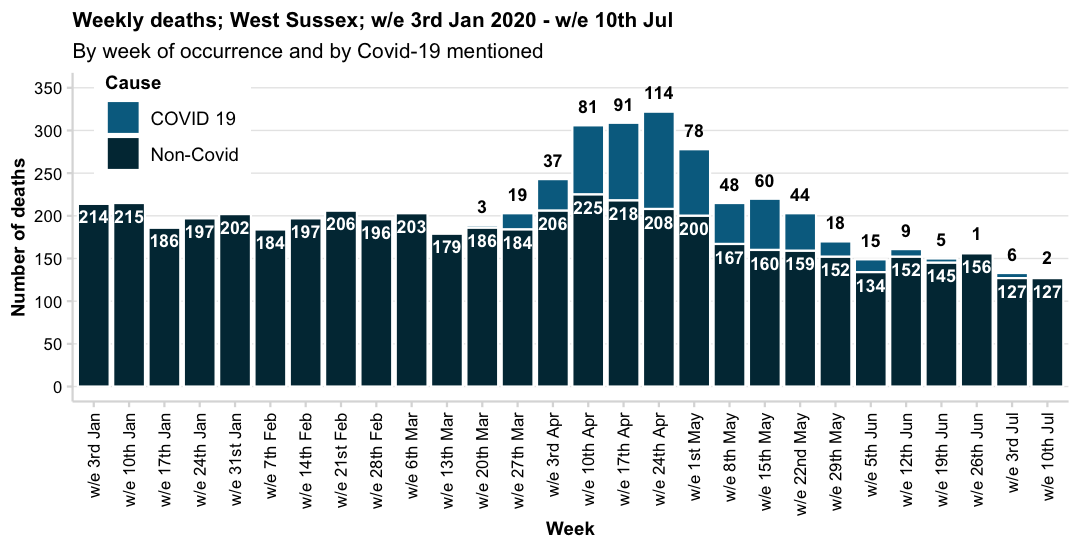 Weekly deaths; West Sussex; w/e 3rd Jan 2020 - w/e 10th Jul
By week of occurrence and by Covid-19 mentioned
Cause
COVID 19
Non-Covid
Number of deaths
350
300
250
200
150
100
50
0
3 19 37 81 91 114 78 48 60 44 18 15 9 5 1 6 2
214 215 186 197 202 184 197 206 196 203 179 186 184 206 225 218 208 200 167 160 159 152 134 152 145 156 127 127
w/e 3rd Jan
w/e 10th Jan
w/e 17th Jan
w/e 24th Jan
w/e 31st Jan
w/e 7th Feb
w/e 14th Feb
w/e 21st Feb
w/e 28th Feb
w/e 6th Mar
w/e 13th Mar
w/e 20th Mar
w/e 27th Mar
w/e 3rd Apr
w/e 10th Apr
w/e 17th Apr
w/e 24th Apr
w/e 1st May
w/e 8th May
w/e 15th May
w/e 22nd May
w/e 29th May
w/e 5th Jun
w/e 12th Jun
w/e 19th Jun
w/e 26th Jun
w/e 3rd Jul
w/e 10th Jul
Week